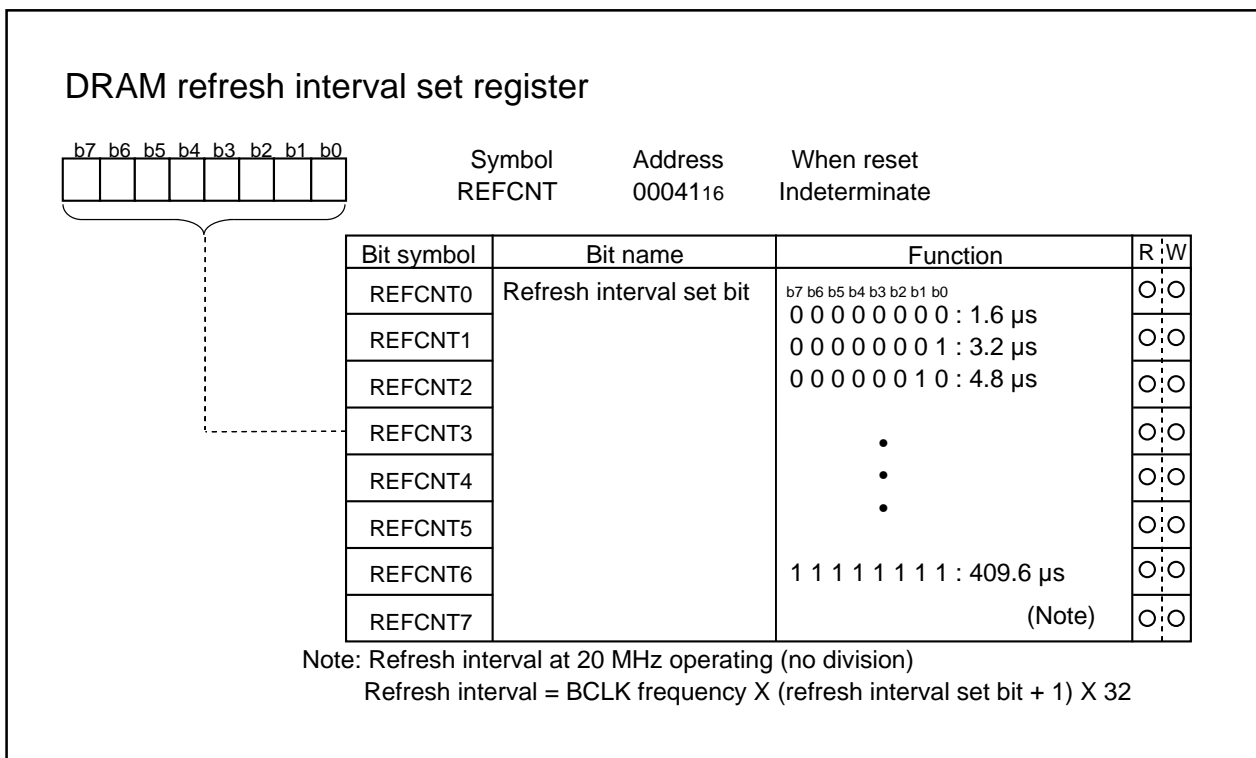 DRAM refresh interval set register
b7 b6 b5 b4 b3 b2 b1 b0
Symbol Address When reset
REFCNT 0004116 Indeterminate
Bit symbol Bit name Function R W
REFCNT0 Refresh interval set bit b7 b6 b5 b4 b3 b2 b1 b0
0 0 0 0 0 0 0 0 : 1.6 µs
REFCNT1
0 0 0 0 0 0 0 1 : 3.2 µs
REFCNT2 0 0 0 0 0 0 1 0 : 4.8 µs
REFCNT3
REFCNT4
REFCNT5
REFCNT6 1 1 1 1 1 1 1 1 : 409.6 µs
REFCNT7 (Note)
Note: Refresh interval at 20 MHz operating (no division)
Refresh interval = BCLK frequency X (refresh interval set bit + 1) X 32